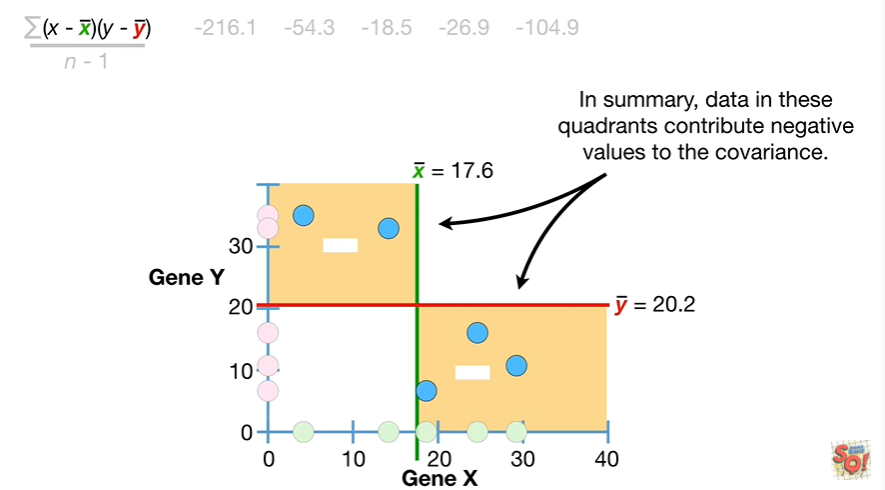 ∑(x - x̅)(y - y̅)
n - 1
-216.1 -54.3 -18.5 -26.9 -104.9
In summary, data in these
quadrants contribute negative
values to the covariance.
x̅ = 17.6
Gene Y
30
20
10
0
y̅ = 20.2
0 10 20 30 40
Gene X
SQ!